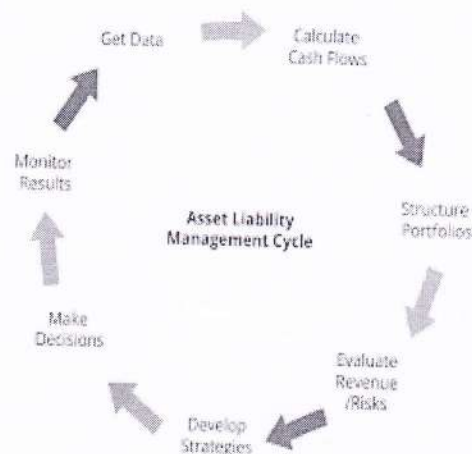 Get Data
Calculate
Cash Flows
Structure
Portfolios
Evaluate
Revenue
/Risks
Develop
Strategies
Make
Decisions
Monitor
Results
Asset Liability
Management Cycle